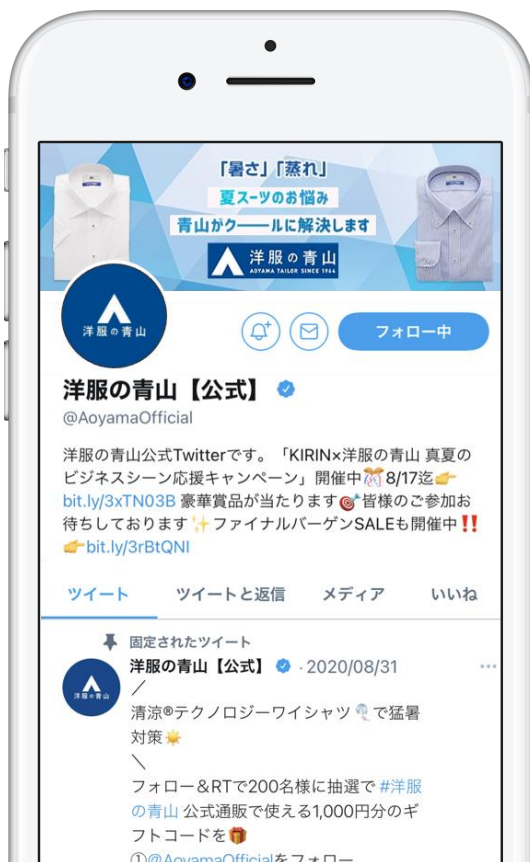 「暑さ」「蒸れ」
夏スーツのお悩み
青山がクールに解決します
洋服の青山
AOYAMA TAILOR SINCE 1964
洋服の青山
フォロー中
洋服の青山【公式】
@AoyamaOfficial
洋服の青山公式Twitterです。「KIRIN×洋服の青山 真夏の
ビジネスシーン応援キャンペーン」開催中🎊8/17迄👉
bit.ly/3xTN03B 豪華賞品が当たります🎯皆様のご参加お
待ちしております✨ファイナルバーゲンSALEも開催中‼️
👉bit.ly/3rBtQNI
ツイート ツイートと返信 メディア いいね
固定されたツイート
洋服の青山【公式】 · 2020/08/31
／
清涼®テクノロジーワイシャツ🎐で猛暑
対策☀️
＼
フォロー＆RTで200名様に抽選で #洋服
の青山 公式通販で使える1,000円分のギ
フトコードを🎁
①@AoyamaOfficialをフォロー
洋服の青山